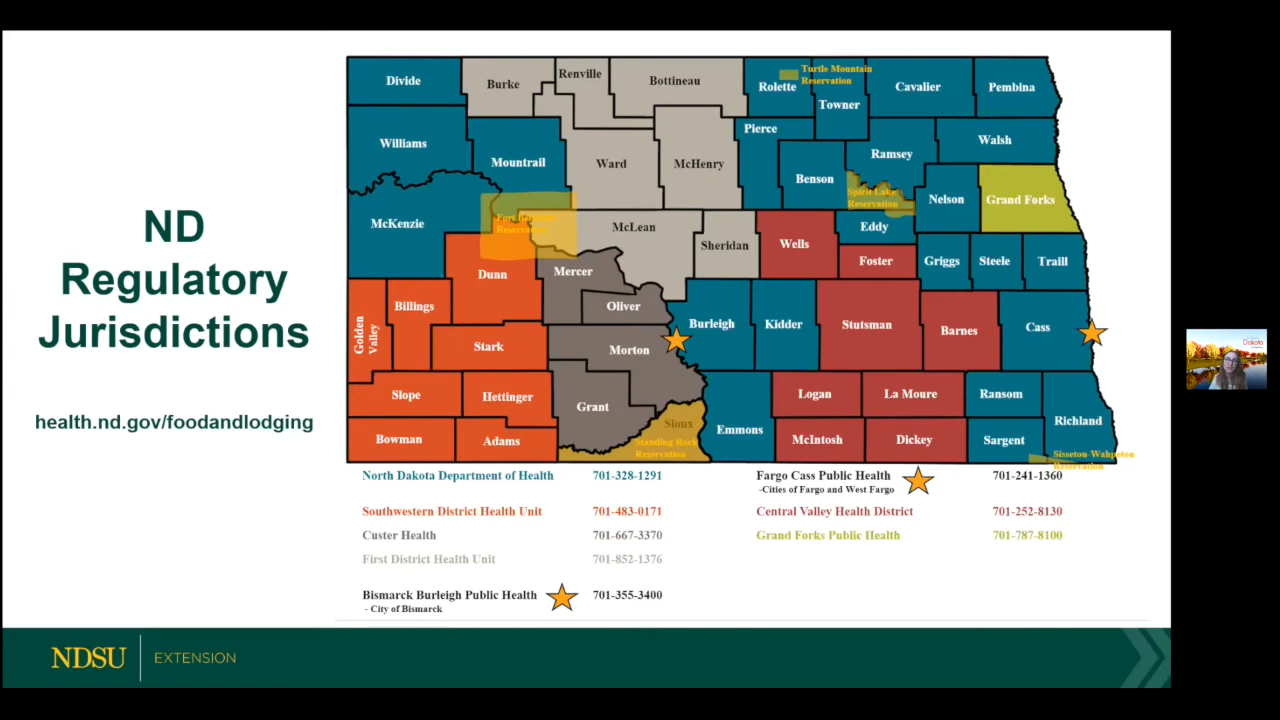 ND
Regulatory
Jurisdictions
health.nd.gov/foodandlodging
Divide
Burke
Renville
Bottineau
Rolette
Turtle Mountain
Reservation
Towner
Cavalier
Pembina
Williams
Mountrail
Ward
McHenry
Pierce
Benson
Ramsey
Walsh
Spirit Lake
Reservation
Nelson
Grand Forks
McKenzie
Fort
Reservation
McLean
Sheridan
Wells
Eddy
Foster
Griggs
Steele
Traill
Dunn
Mercer
Oliver
Golden
Valley
Billings
Stark
Morton
Burleigh
Kidder
Stutsman
Barnes
Cass
Slope
Hettinger
Grant
Sioux
Standing Rock
Reservation
Emmons
Logan
La Moure
Ransom
Richland
Bowman
Adams
McIntosh
Dickey
Sargent
Sisseton-Wahpeton
Reservation
North Dakota Department of Health 701-328-1291
Southwestern District Health Unit 701-483-0171
Custer Health 701-667-3370
First District Health Unit 701-852-1376
Bismarck Burleigh Public Health 701-355-3400
- City of Bismarck
Fargo Cass Public Health 701-241-1360
-Cities of Fargo and West Fargo
Central Valley Health District 701-252-8130
Grand Forks Public Health 701-787-8100
NDSU EXTENSION
Dakota